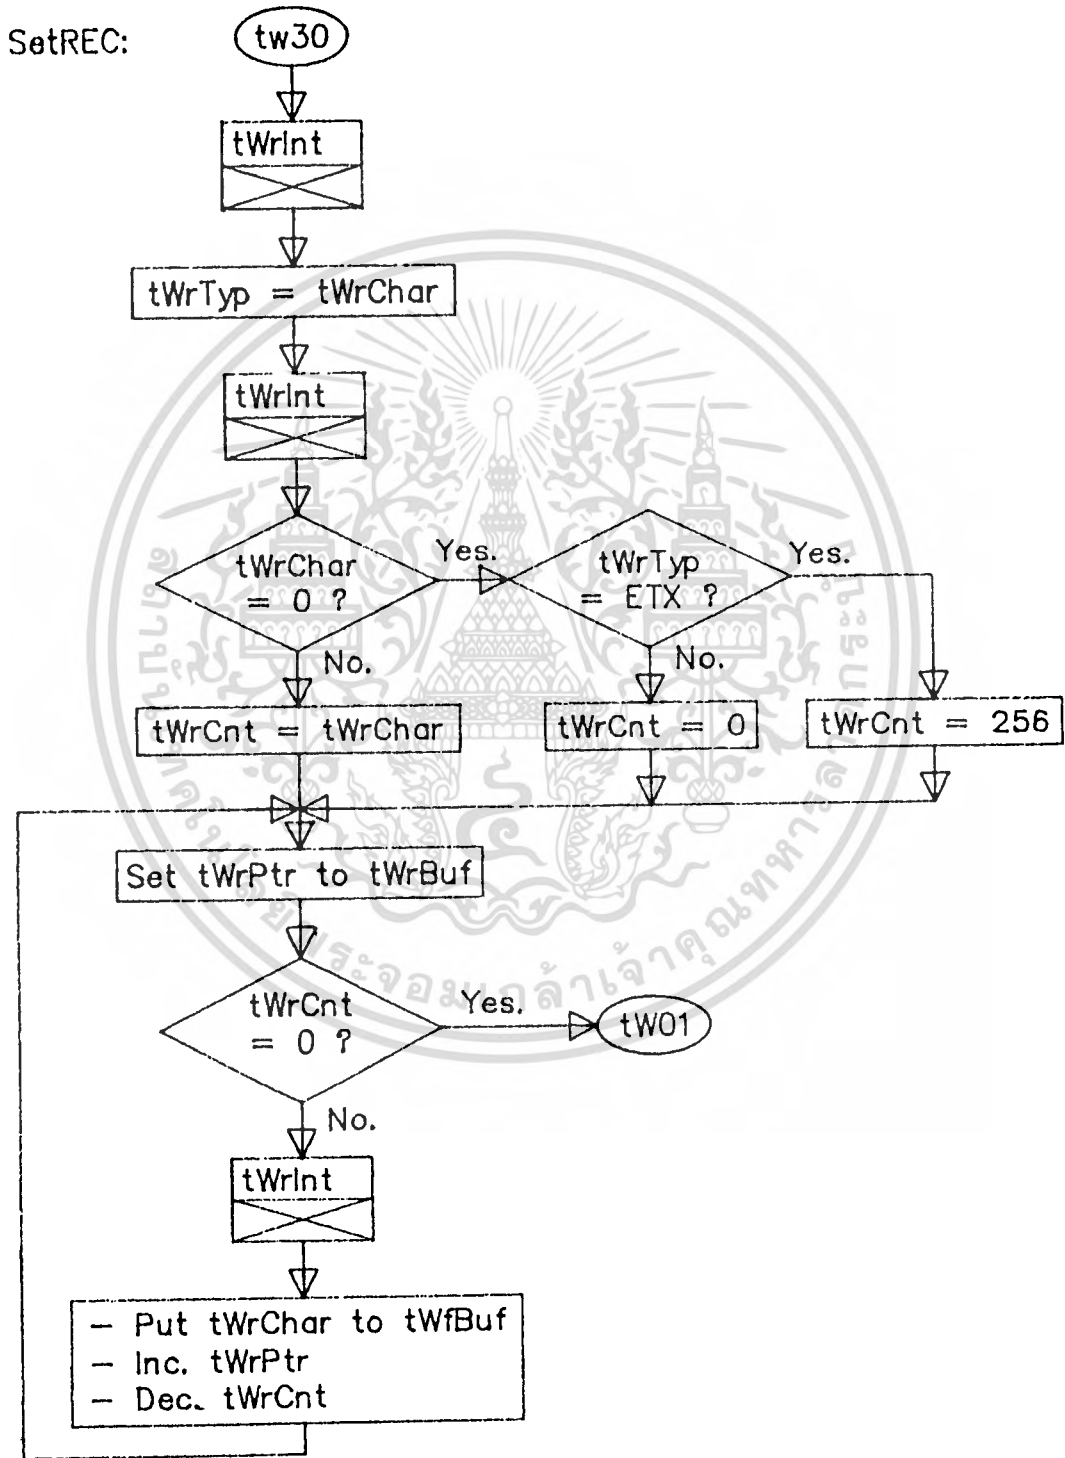 SetREC:
tw30
tWrInt
tWrTyp = tWrChar
tWrInt
tWrChar
= 0 ?
Yes.
tWrTyp
= ETX ?
Yes.
No.
No.
tWrCnt = tWrChar
tWrCnt = 0
tWrCnt = 256
Set tWrPtr to tWrBuf
tWrCnt
= 0 ?
Yes.
tW01
No.
tWrInt
- Put tWrChar to tWfBuf
- Inc. tWrPtr
- Dec. tWrCnt